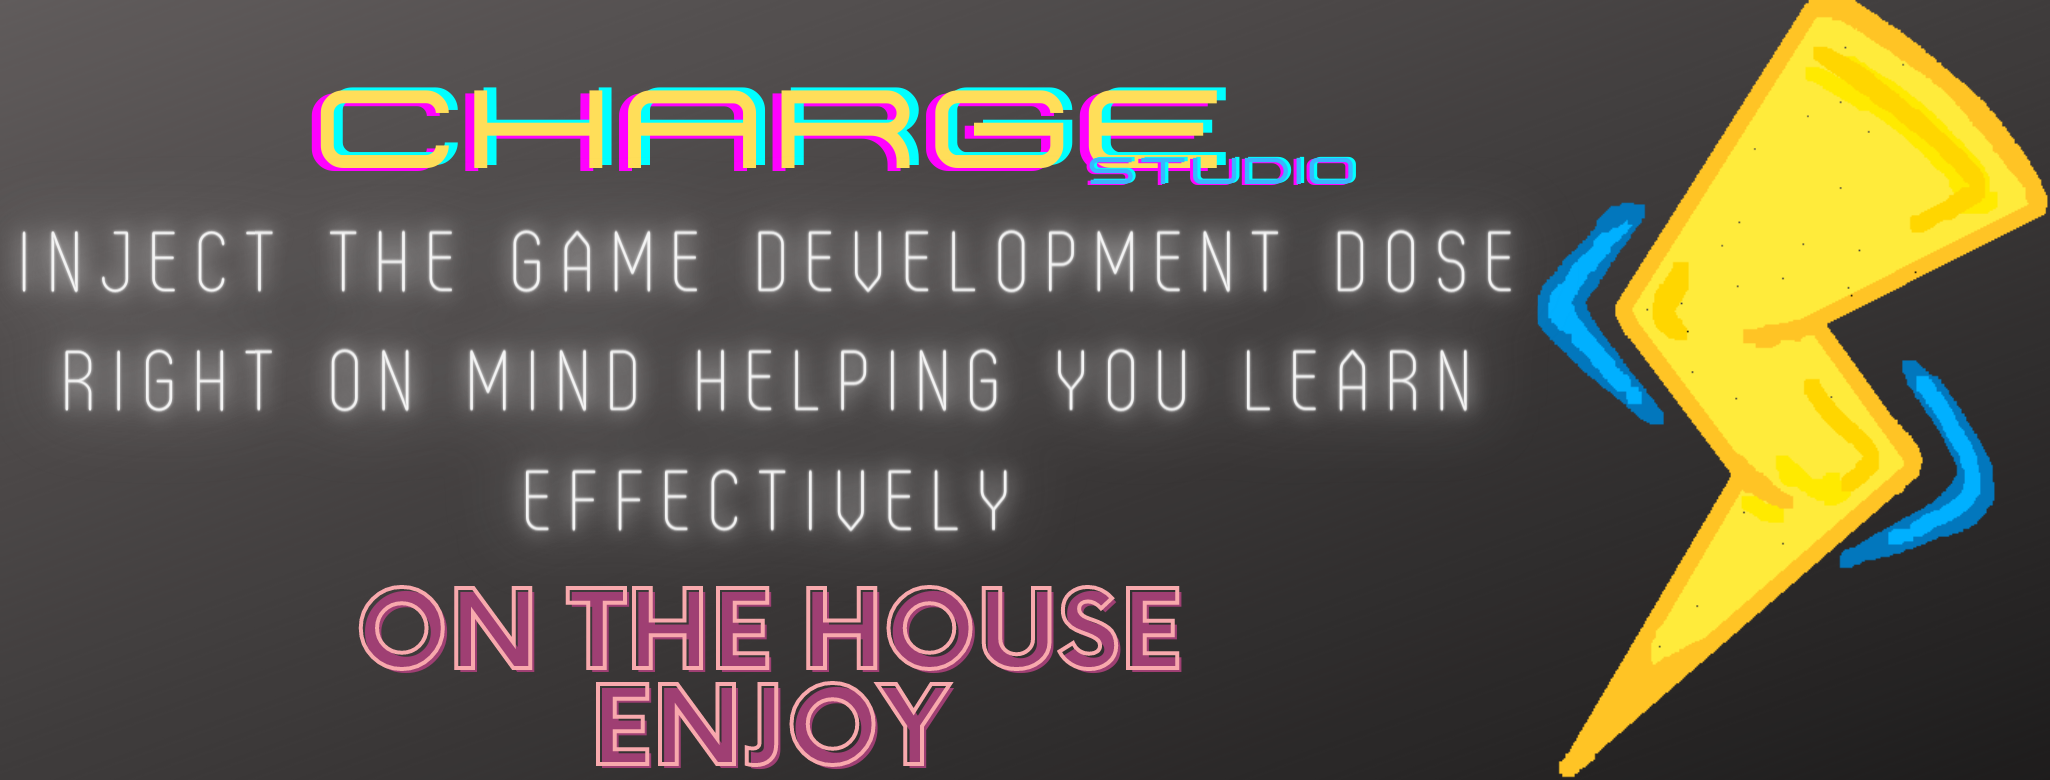 CHARGE
STUDIO
INJECT THE GAME DEVELOPMENT DOSE
RIGHT ON MIND HELPING YOU LEARN
EFFECTIVELY
ON THE HOUSE
ENJOY